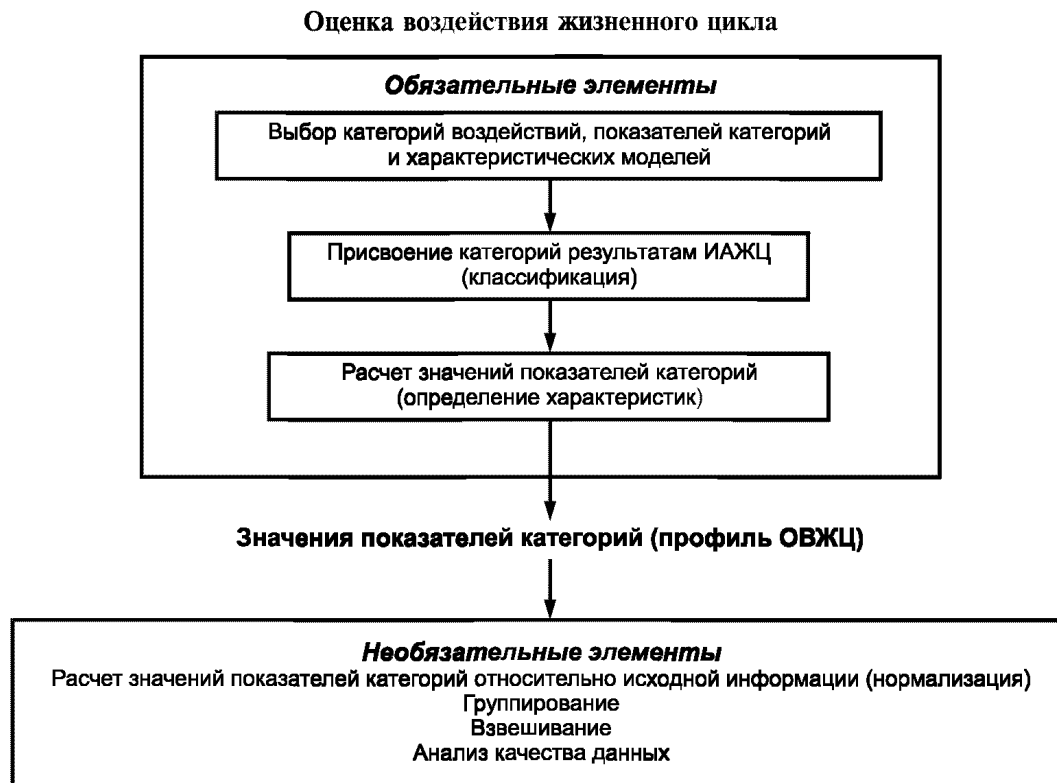 Оценка воздействия жизненного цикла
Обязательные элементы
Выбор категорий воздействий, показателей категорий
и характеристических моделей
Присвоение категорий результатам ИАЖЦ
(классификация)
Расчет значений показателей категорий
(определение характеристик)
Значения показателей категорий (профиль ОВЖЦ)
Необязательные элементы
Расчет значений показателей категорий относительно исходной информации (нормализация)
Группирование
Взвешивание
Анализ качества данных